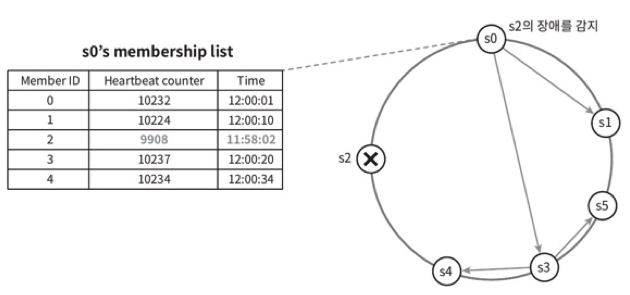 s0's membership list
Member ID Heartbeat counter Time
0 10232 12:00:01
1 10224 12:00:10
2 9908 11:58:02
3 10237 12:00:20
4 10234 12:00:34
s2의 장애를 감지
s0
s1
s2
s5
s4
s3